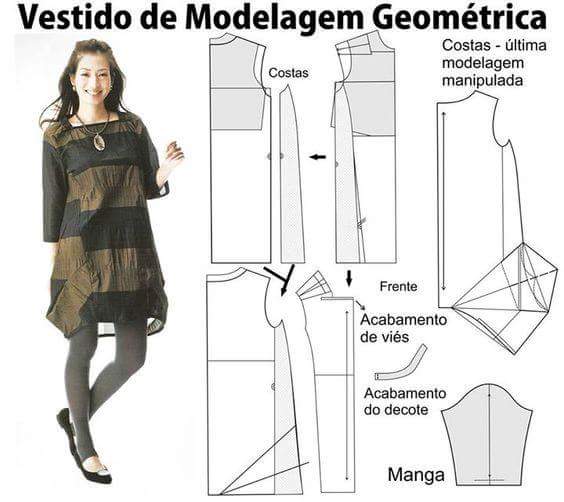 Vestido de Modelagem Geométrica
Costas
Costas - última
modelagem
manipulada
Frente
Acabamento
de viés
Acabamento
do decote
Manga